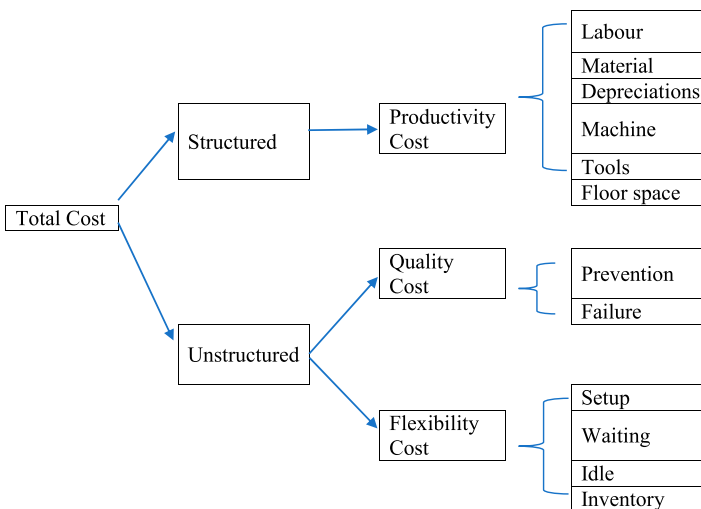 Total Cost
Structured
Unstructured
Productivity
Cost
Quality
Cost
Flexibility
Cost
Labour
Material
Depreciations
Machine
Tools
Floor space
Prevention
Failure
Setup
Waiting
Idle
Inventory